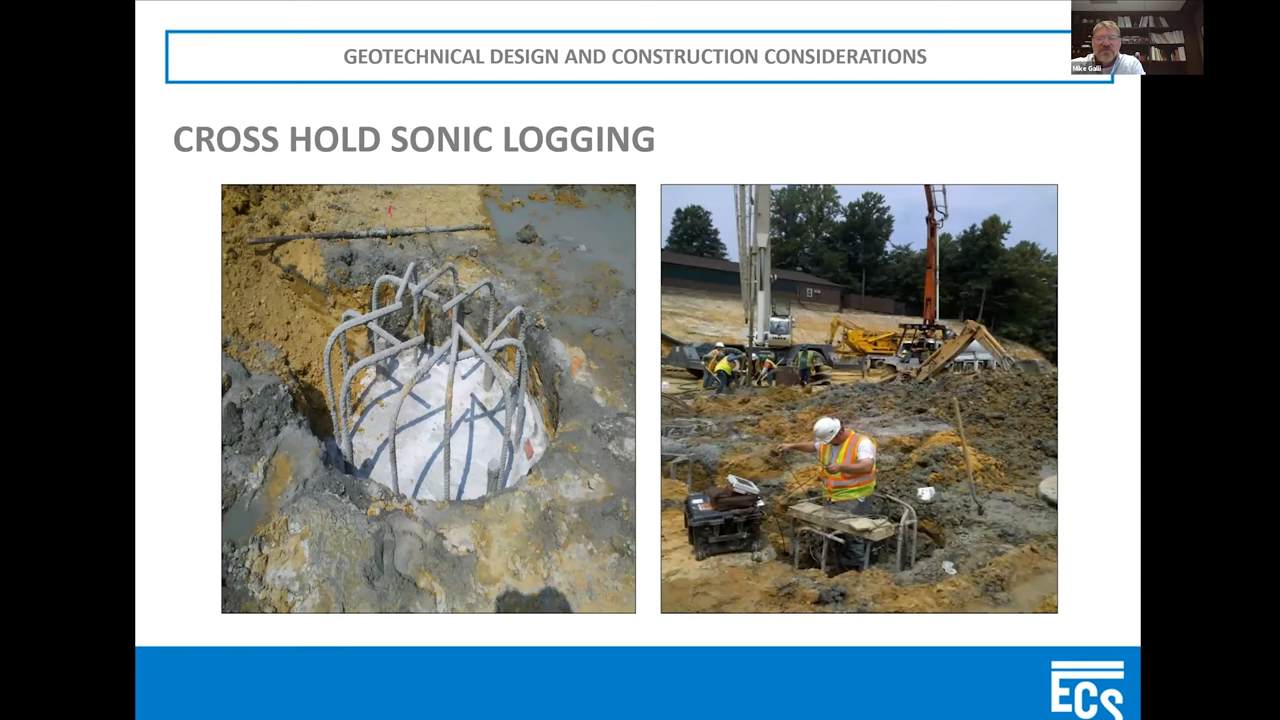 GEOTECHNICAL DESIGN AND CONSTRUCTION CONSIDERATIONS
Mike Galli
CROSS HOLD SONIC LOGGING
ECS